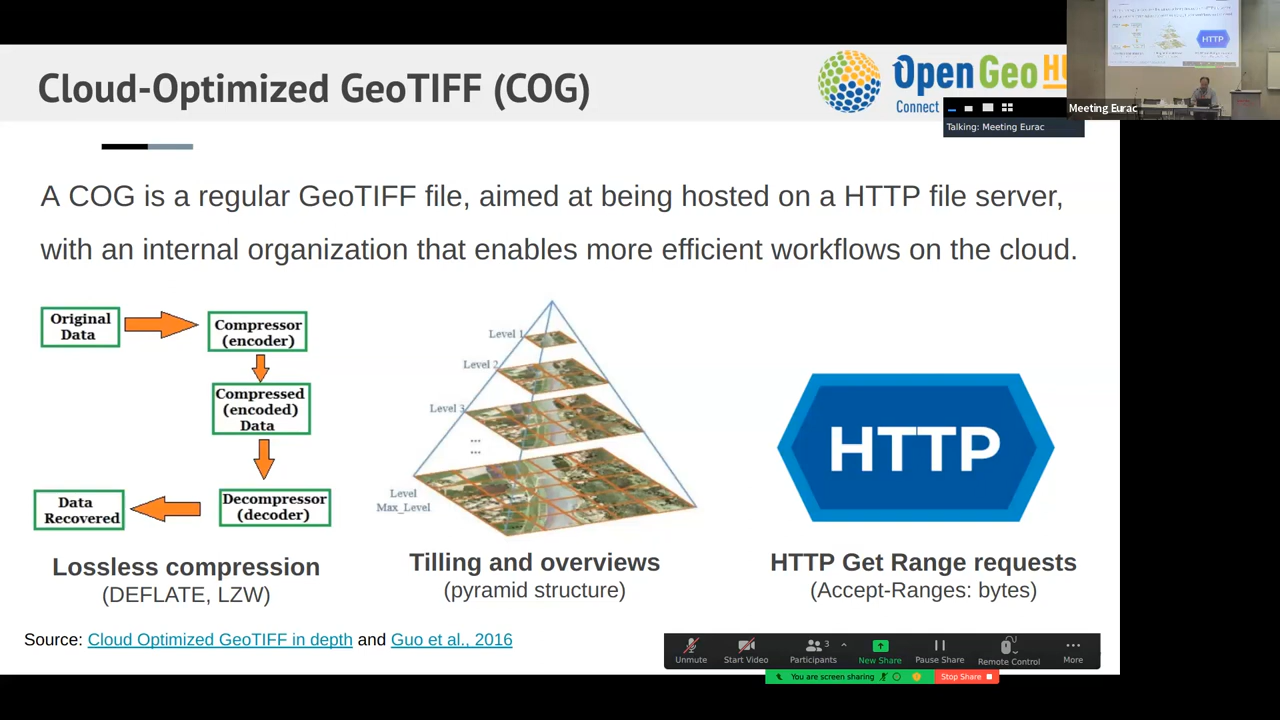 Cloud-Optimized GeoTIFF (COG)
OpenGeoHU
Connect
Talking: Meeting Eurac
HTTP
Meeting Eurac
A COG is a regular GeoTIFF file, aimed at being hosted on a HTTP file server,
with an internal organization that enables more efficient workflows on the cloud.
Original
Data
Compressor
(encoder)
Compressed
(encoded)
Data
Decompressor
(decoder)
Data
Recovered
Lossless compression
(DEFLATE, LZW)
Level 1
Level 2
Level 3
...
...
Level
Max_Level
Tilling and overviews
(pyramid structure)
HTTP
HTTP Get Range requests
(Accept-Ranges: bytes)
Source: Cloud Optimized GeoTIFF in depth and Guo et al., 2016
Unmute
Start Video
3
Participants
New Share
Pause Share
Remote Control
More
You are screen sharing
Stop Share